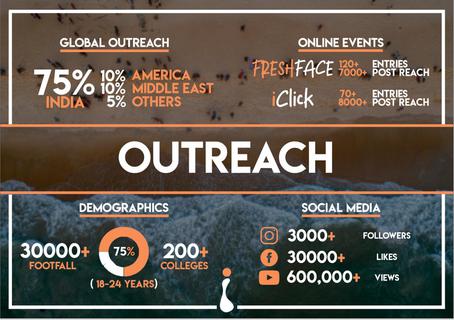 GLOBAL OUTREACH
75% INDIA
10% AMERICA
10% MIDDLE EAST
5% OTHERS
ONLINE EVENTS
FRESHFACE
120+ ENTRIES
7000+ POST REACH
iClick
70+ ENTRIES
8000+ POST REACH
OUTREACH
DEMOGRAPHICS
30000+
FOOTFALL
75%
(18-24 YEARS)
200+
COLLEGES
SOCIAL MEDIA
3000+ FOLLOWERS
30000+ LIKES
600,000+ VIEWS